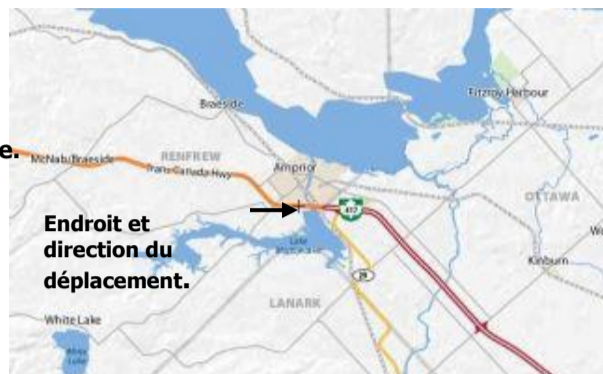 Fitzroy Harbour
Braeside
e.
McNab/Braeside
RENFREW
Trans Canada Hwy
Arnprior
OTTAWA
417
Endroit et
direction du
déplacement.
Kinburn
29
LANARK
White Lake